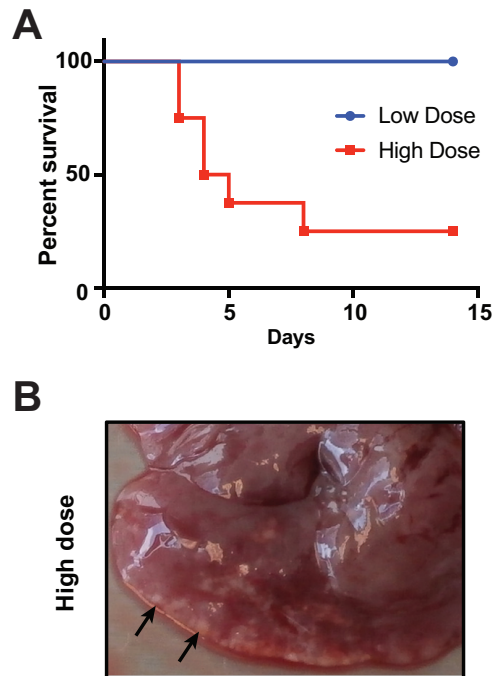 A
Percent survival
100
50
0
0
5
10
15
Days
Low Dose
High Dose
B
High dose